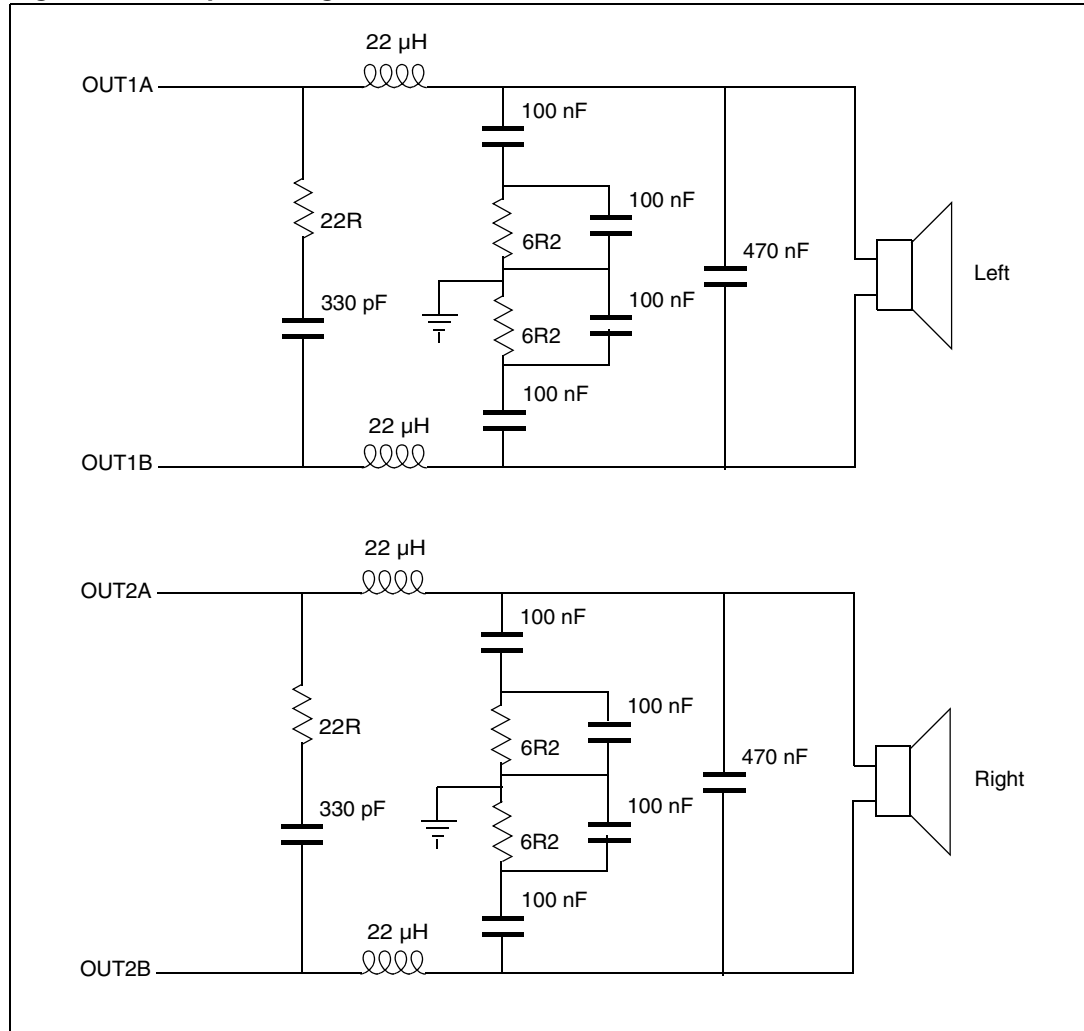 22 µH
OUT1A
100 nF
100 nF
22R
6R2
470 nF
Left
330 pF
100 nF
6R2
100 nF
22 µH
OUT1B
22 µH
OUT2A
100 nF
100 nF
22R
6R2
470 nF
Right
330 pF
100 nF
6R2
100 nF
22 µH
OUT2B